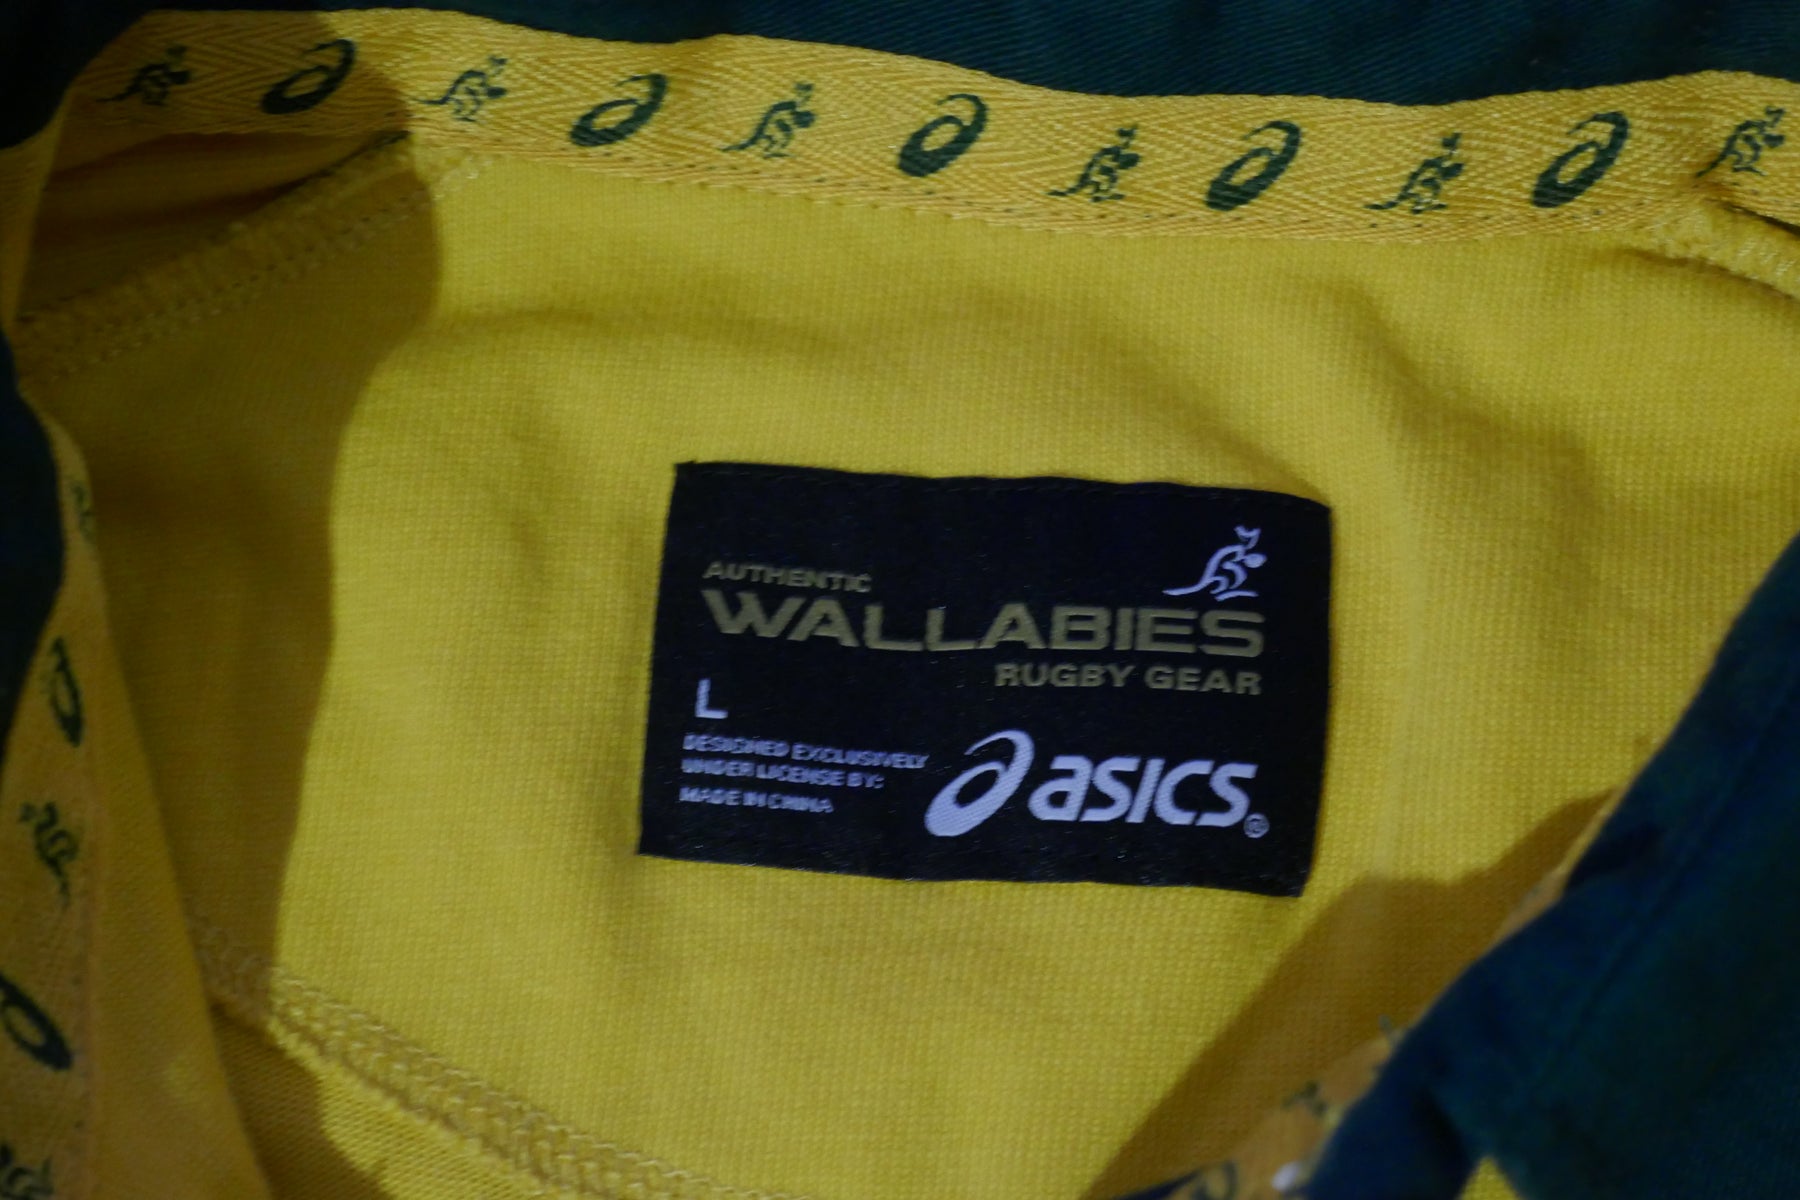 AUTHENTIC
WALLABIES
RUGBY GEAR
L
DESIGNED EXCLUSIVELY
UNDER LICENSE BY:
MADE IN CHINA
asics®